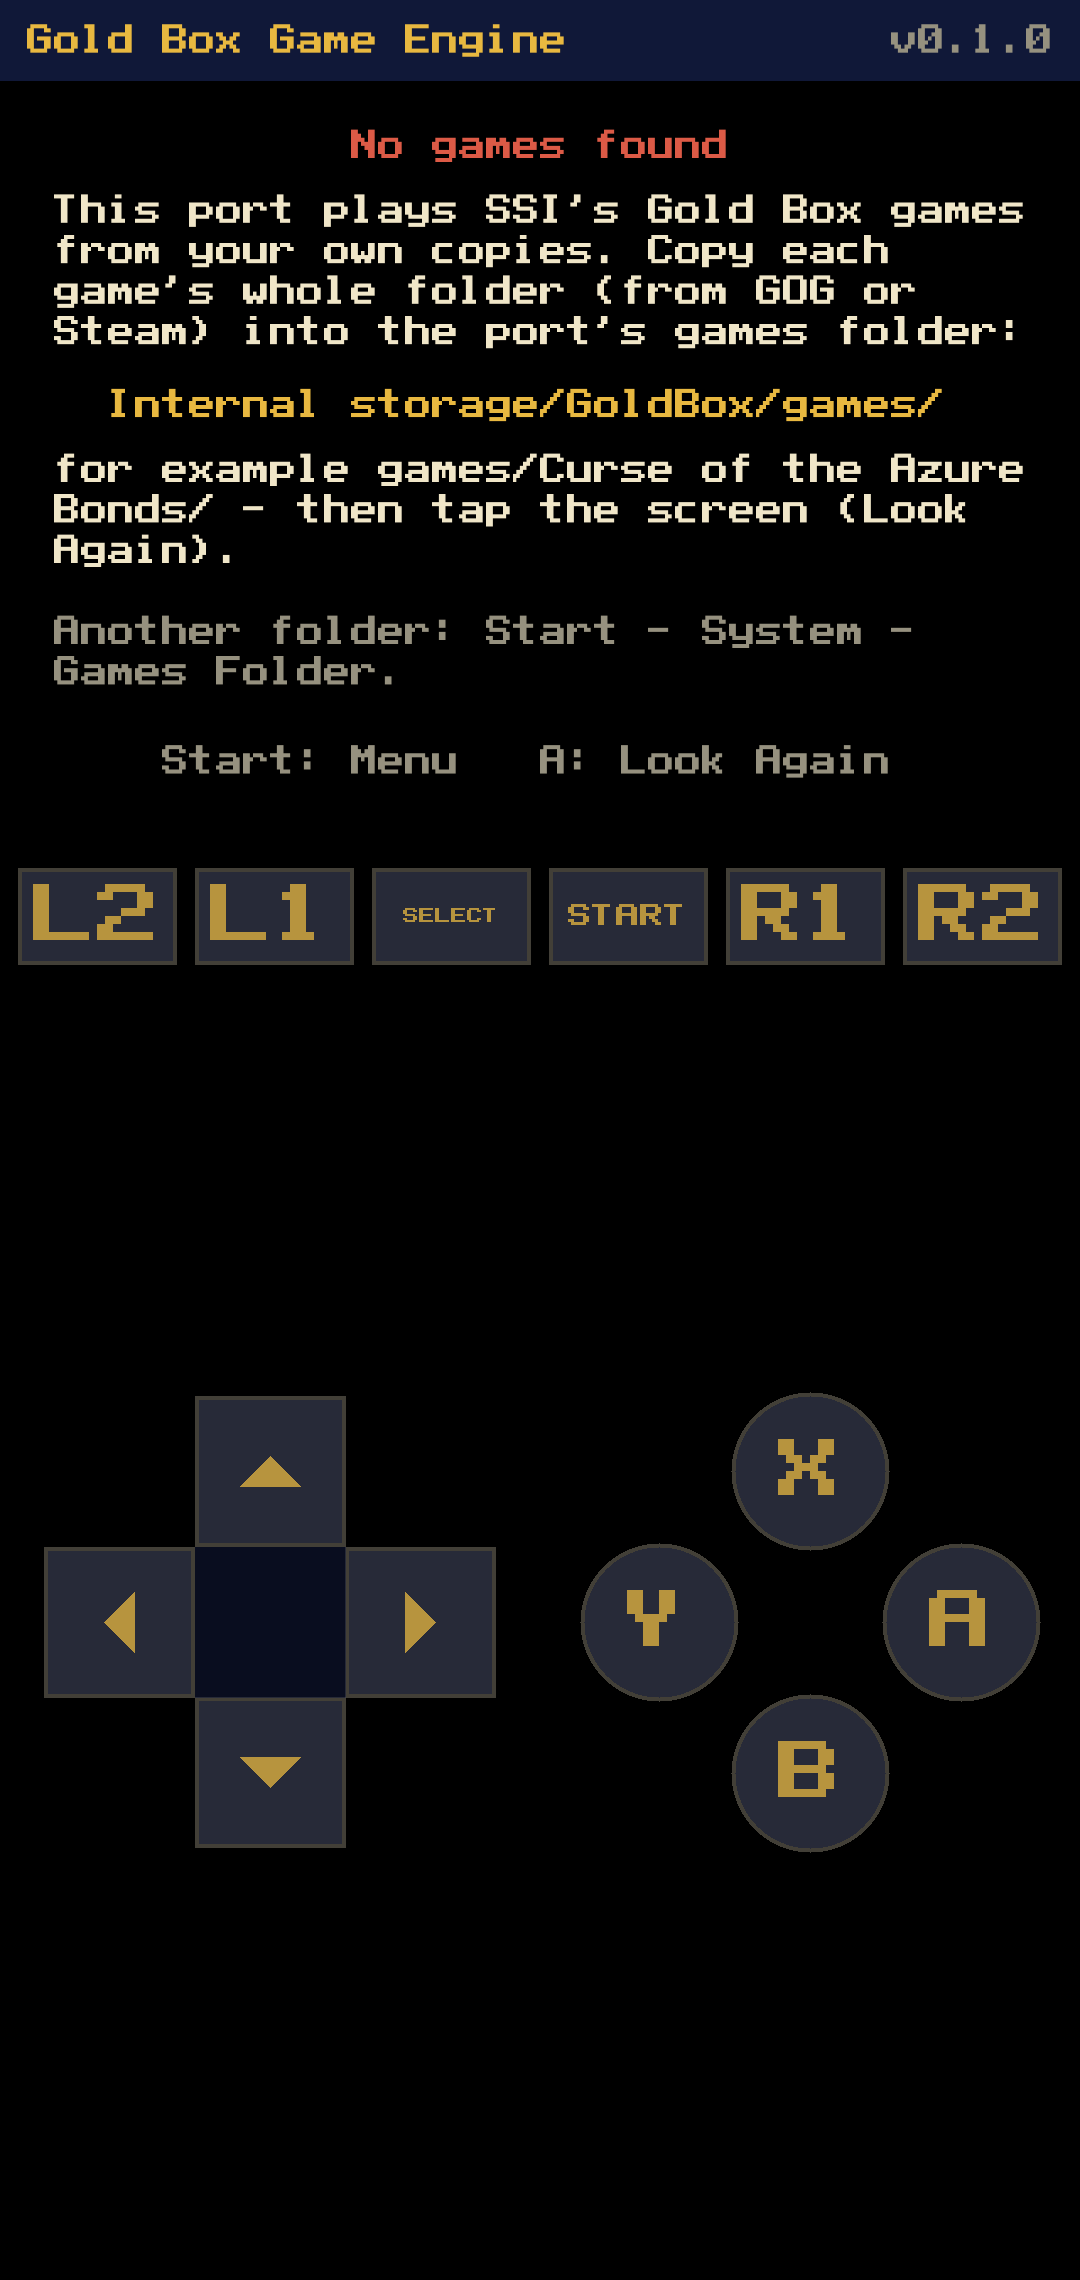 Gold Box Game Engine v0.1.0
No games found
This port plays SSI's Gold Box games
from your own copies. Copy each
game's whole folder (from GOG or
Steam) into the port's games folder:
Internal storage/GoldBox/games/
for example games/Curse of the Azure
Bonds/ - then tap the screen (Look
Again).
Another folder: Start - System -
Games Folder.
Start: Menu A: Look Again
L2 L1 SELECT START R1 R2
X
Y A
B